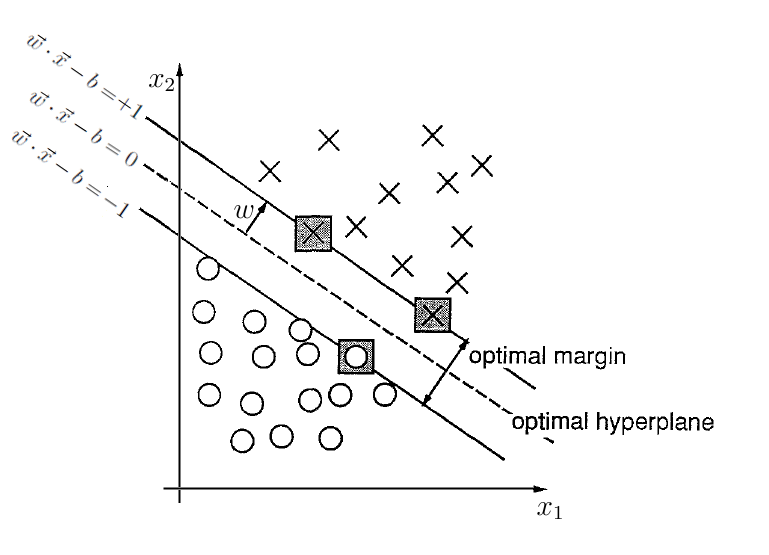 w⃗ · x⃗ − b = +1
w⃗ · x⃗ − b = 0
w⃗ · x⃗ − b = −1
x₂
w
optimal margin
optimal hyperplane
x₁